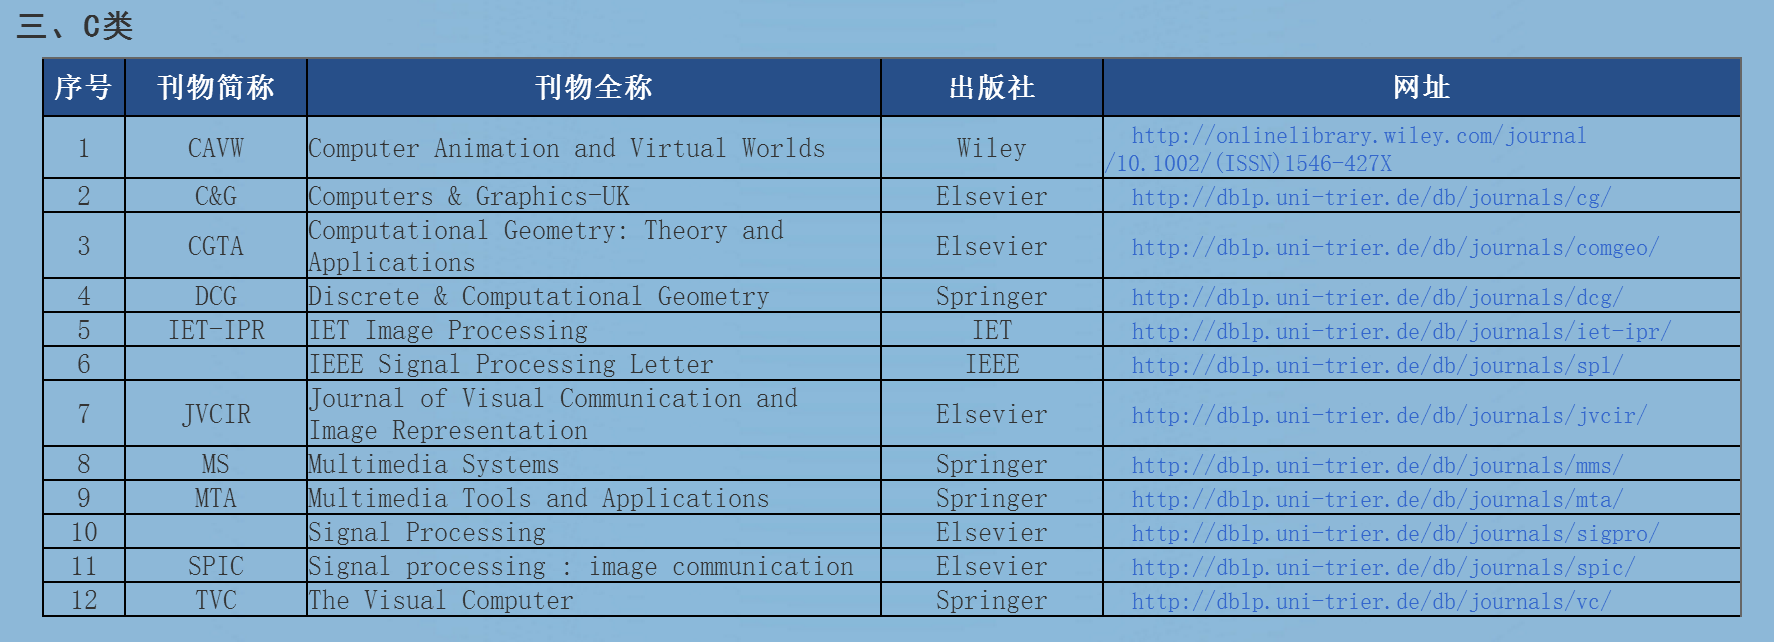 三、C类
序号 刊物简称 刊物全称 出版社 网址
1 CAVW Computer Animation and Virtual Worlds Wiley http://onlinelibrary.wiley.com/journal
/10.1002/(ISSN)1546-427X
2 C&G Computers & Graphics-UK Elsevier http://dblp.uni-trier.de/db/journals/cg/
3 CGTA Computational Geometry: Theory and
Applications Elsevier http://dblp.uni-trier.de/db/journals/comgeo/
4 DCG Discrete & Computational Geometry Springer http://dblp.uni-trier.de/db/journals/dcg/
5 IET-IPR IET Image Processing IET http://dblp.uni-trier.de/db/journals/iet-ipr/
6 IEEE Signal Processing Letter IEEE http://dblp.uni-trier.de/db/journals/spl/
7 JVCIR Journal of Visual Communication and
Image Representation Elsevier http://dblp.uni-trier.de/db/journals/jvcir/
8 MS Multimedia Systems Springer http://dblp.uni-trier.de/db/journals/mms/
9 MTA Multimedia Tools and Applications Springer http://dblp.uni-trier.de/db/journals/mta/
10 Signal Processing Elsevier http://dblp.uni-trier.de/db/journals/sigpro/
11 SPIC Signal processing : image communication Elsevier http://dblp.uni-trier.de/db/journals/spic/
12 TVC The Visual Computer Springer http://dblp.uni-trier.de/db/journals/vc/